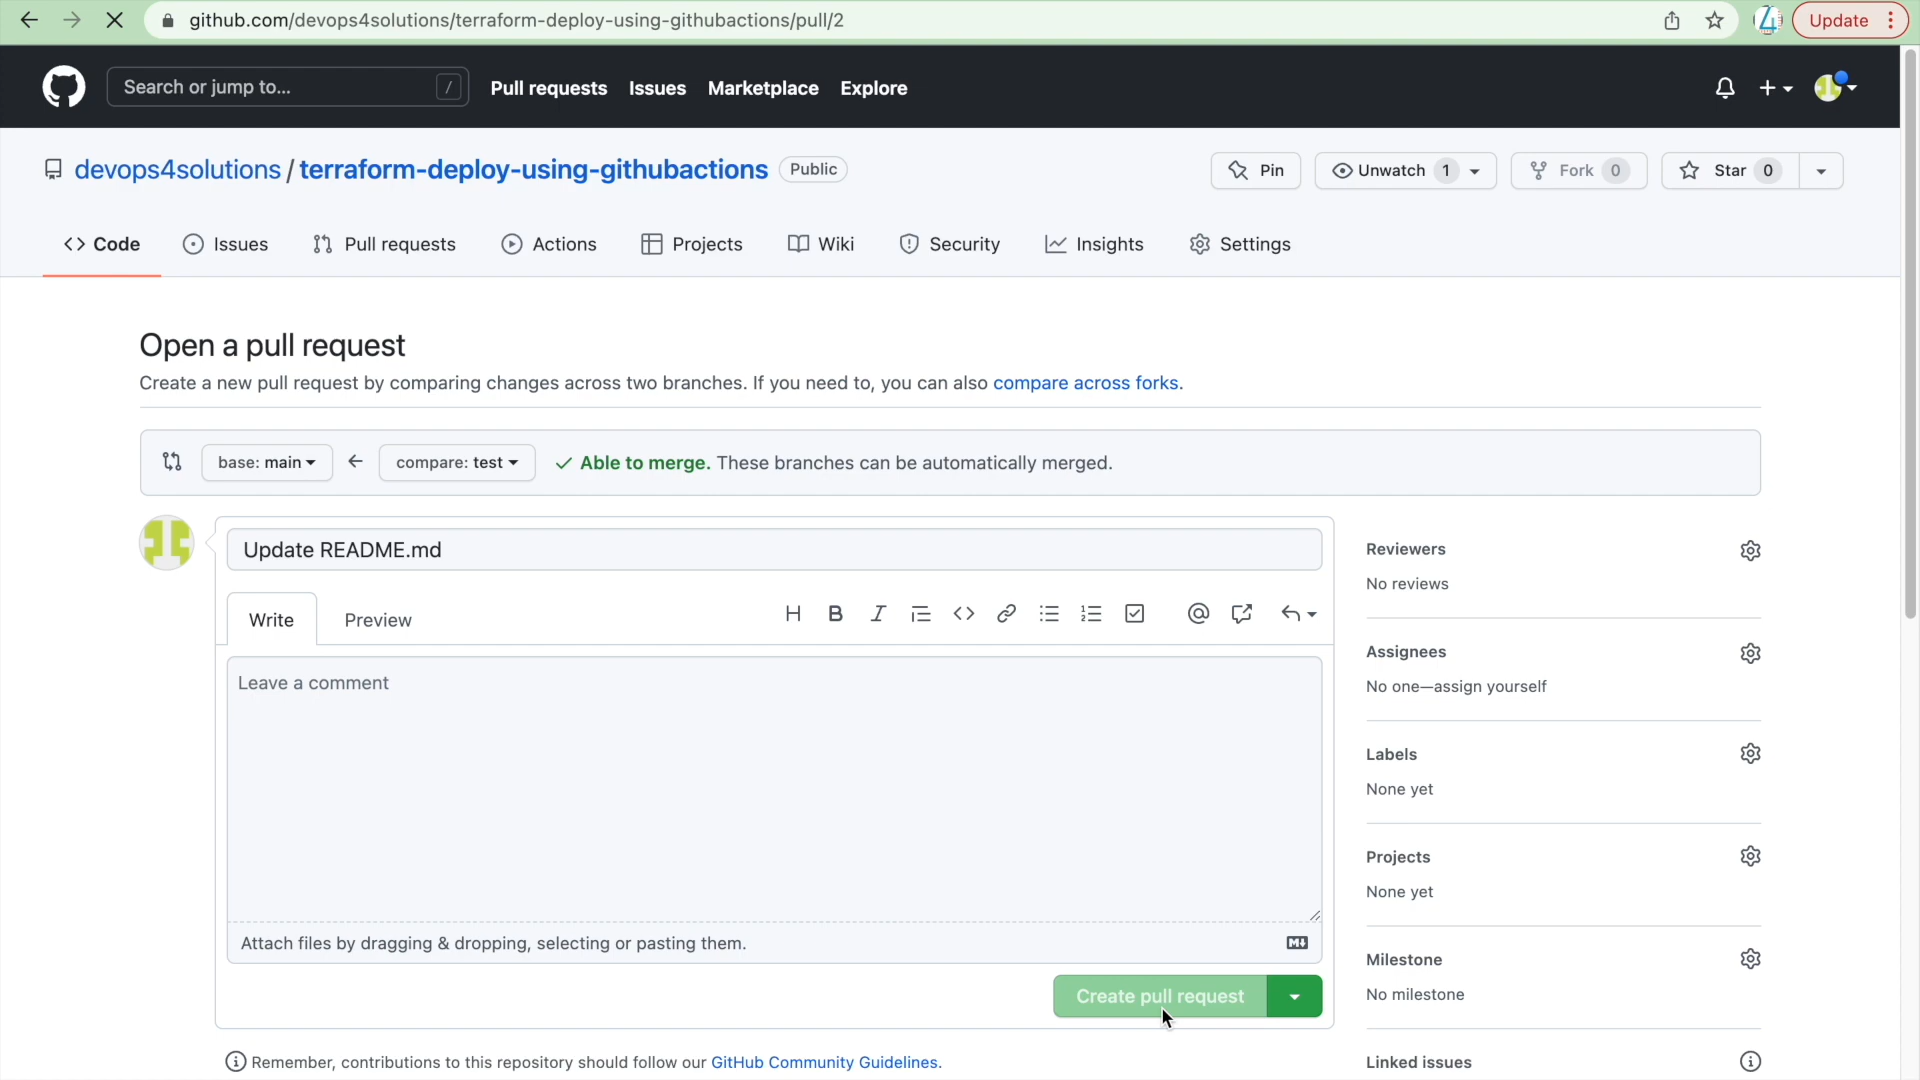 github.com/devops4solutions/terraform-deploy-using-githubactions/pull/2 Update
Search or jump to... / Pull requests Issues Marketplace Explore
devops4solutions / terraform-deploy-using-githubactions Public Pin Unwatch 1 Fork 0 Star 0
Code Issues Pull requests Actions Projects Wiki Security Insights Settings
Open a pull request
Create a new pull request by comparing changes across two branches. If you need to, you can also compare across forks.
base: main compare: test Able to merge. These branches can be automatically merged.
Update README.md
Write Preview H B I
Leave a comment
Attach files by dragging & dropping, selecting or pasting them.
Create pull request
Remember, contributions to this repository should follow our GitHub Community Guidelines.
Reviewers
No reviews
Assignees
No one—assign yourself
Labels
None yet
Projects
None yet
Milestone
No milestone
Linked issues